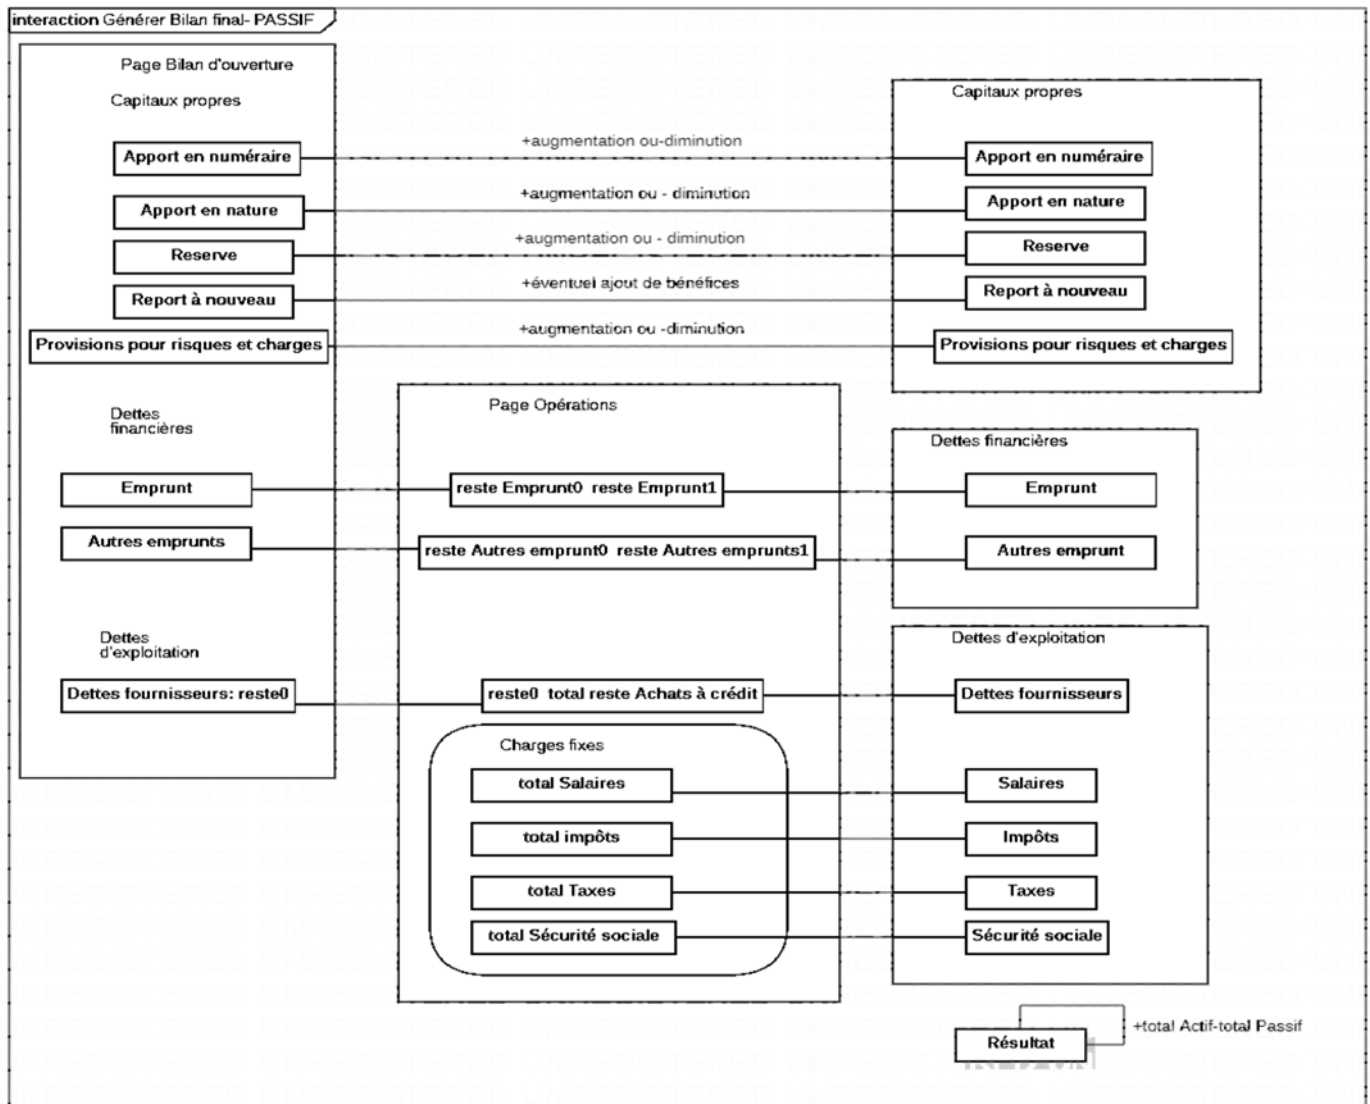 interaction Générer Bilan final- PASSIF
Page Bilan d'ouverture
Capitaux propres
Capitaux propres
+augmentation ou-diminution
Apport en numéraire
Apport en numéraire
+augmentation ou - diminution
Apport en nature
Apport en nature
+augmentation ou - diminution
Reserve
Reserve
+éventuel ajout de bénéfices
Report à nouveau
Report à nouveau
+augmentation ou -diminution
Provisions pour risques et charges
Provisions pour risques et charges
Page Opérations
Dettes
financières
Dettes financières
Emprunt
reste Emprunt0 reste Emprunt1
Emprunt
Autres emprunts
reste Autres emprunt0 reste Autres emprunts1
Autres emprunt
Dettes
d'exploitation
Dettes d'exploitation
Dettes fournisseurs: reste0
reste0 total reste Achats à crédit
Dettes fournisseurs
Charges fixes
total Salaires
Salaires
total impôts
Impôts
total Taxes
Taxes
total Sécurité sociale
Sécurité sociale
+total Actif-total Passif
Résultat